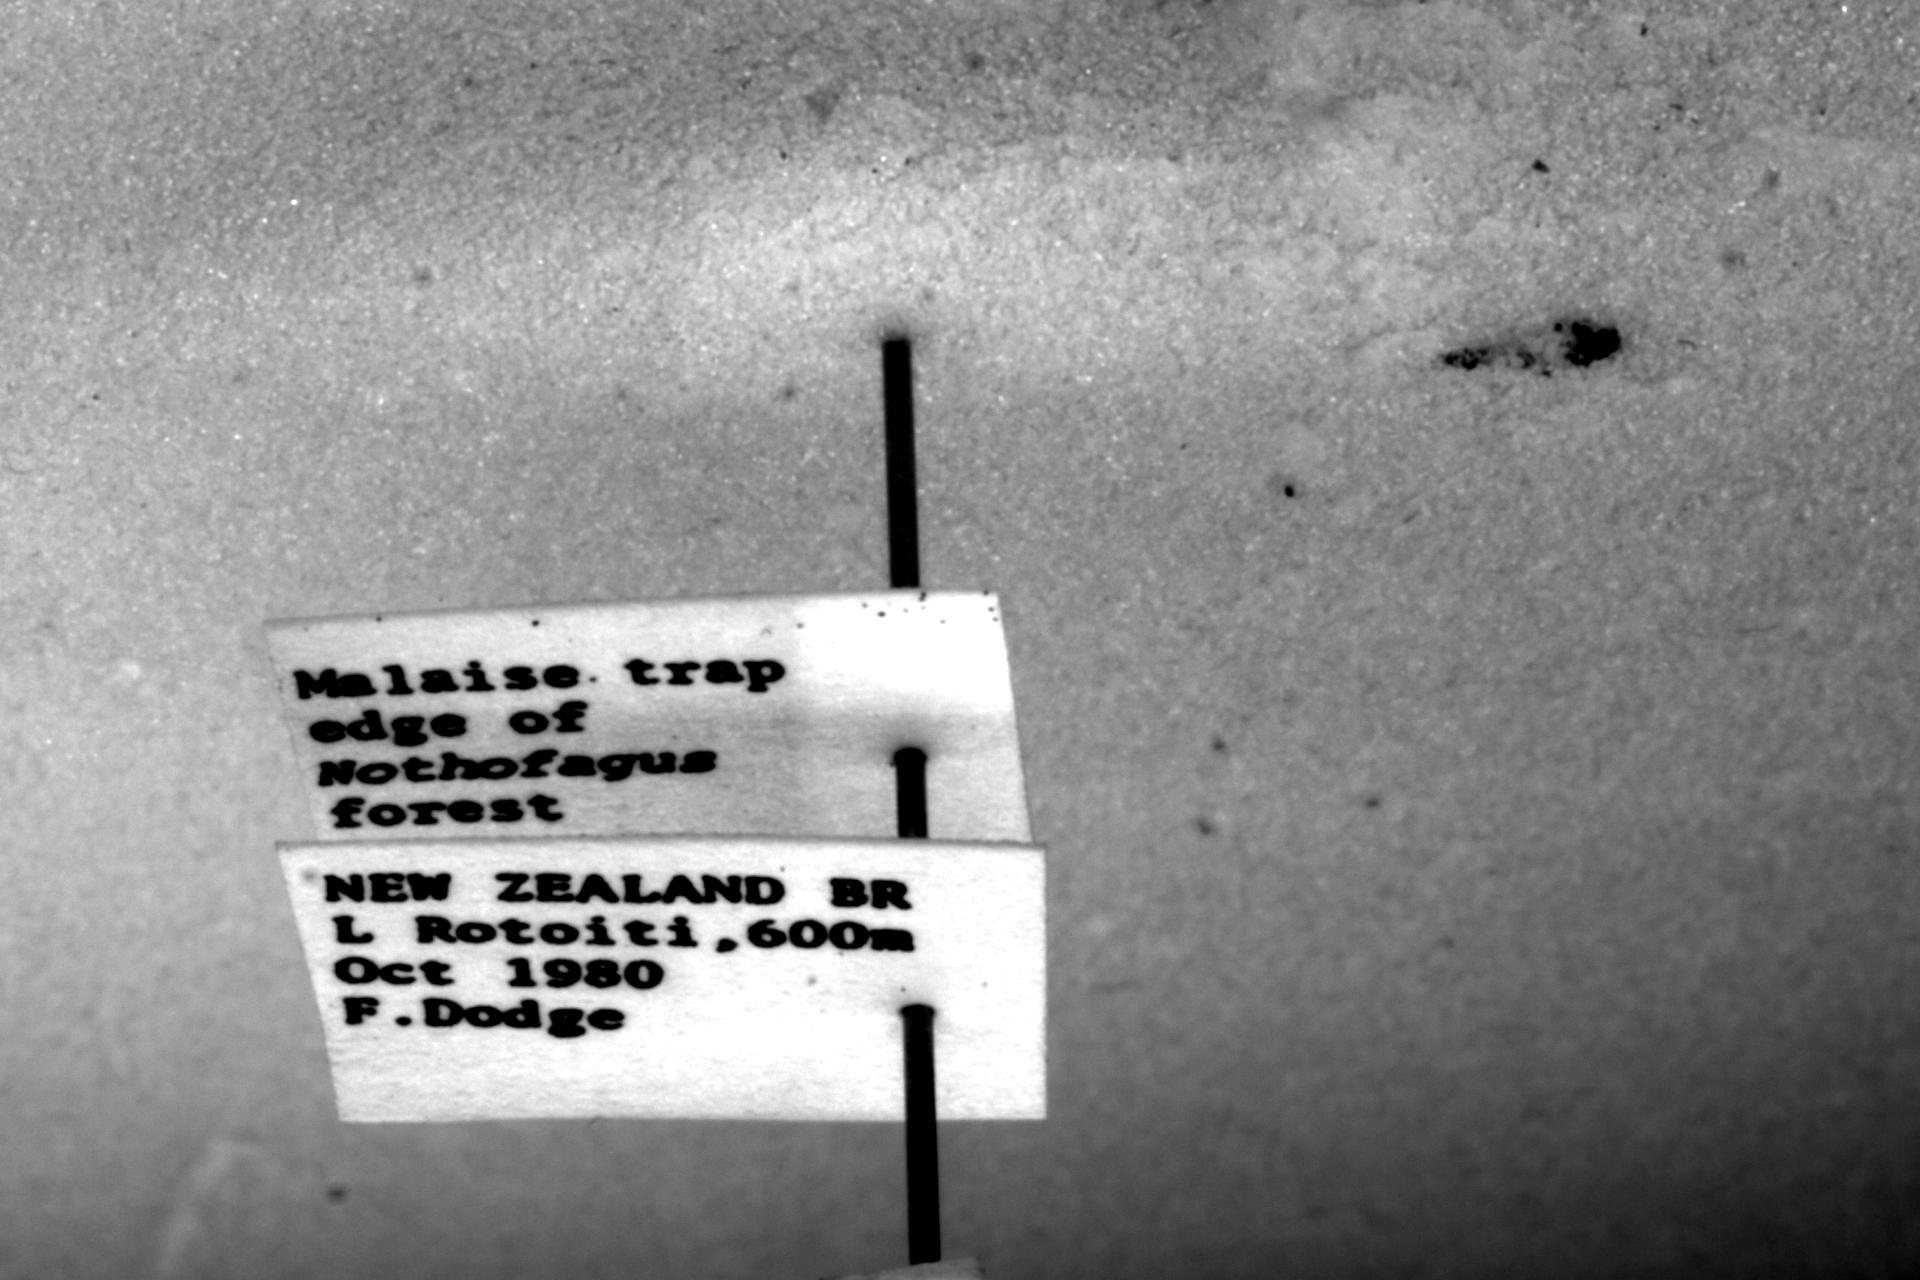 Malaise trap
edge of
Nothofagus
forest
NEW ZEALAND BR
L Rotoiti,600m
Oct 1980
F.Dodge